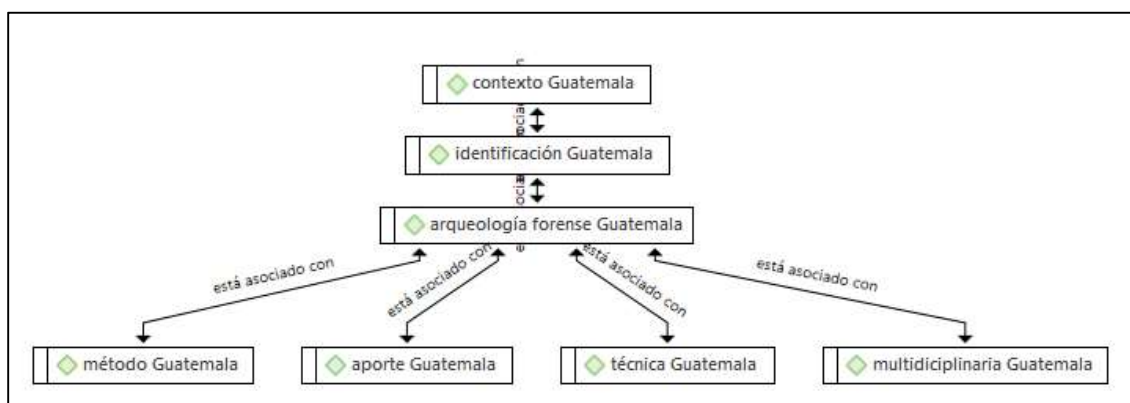 contexto Guatemala
identificación Guatemala
arqueología forense Guatemala
está asociado con
está asociado con
está asociado con
está asociado con
método Guatemala
aporte Guatemala
técnica Guatemala
multidiciplinaria Guatemala